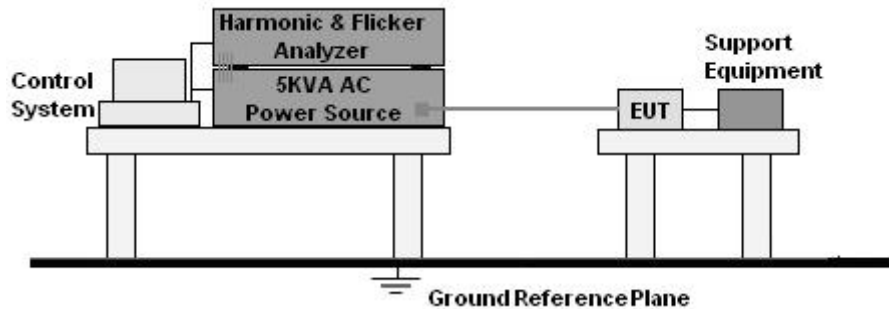 Harmonic & Flicker
Analyzer
5KVA AC
Power Source
Control
System
Support
Equipment
EUT
Ground Reference Plane